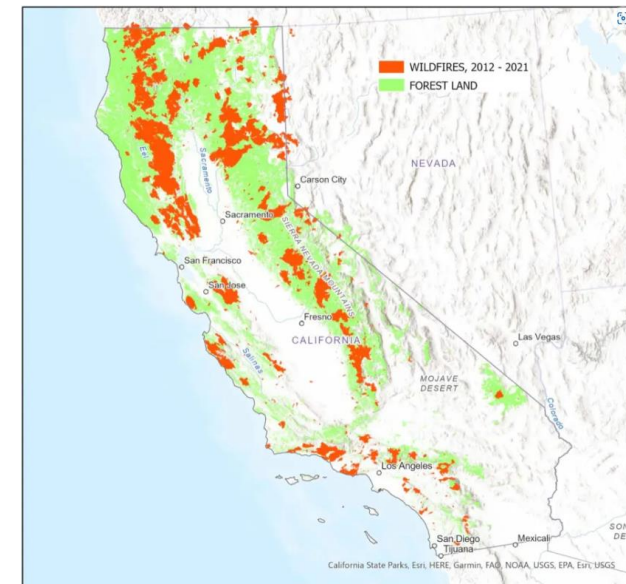 WILDFIRES, 2012 - 2021
FOREST LAND
NEVADA
Eel
Sacramento
Carson City
Sacramento
SIERRA NEVADA MOUNTAINS
San Francisco
San Jose
Fresno
CALIFORNIA
Las Vegas
Salinas
MOJAVE
DESERT
Colorado
Los Angeles
San Diego
Tijuana
Mexicali
SON
DE
California State Parks, Esri, HERE, Garmin, FAO, NOAA, USGS, EPA, Esri, USGS